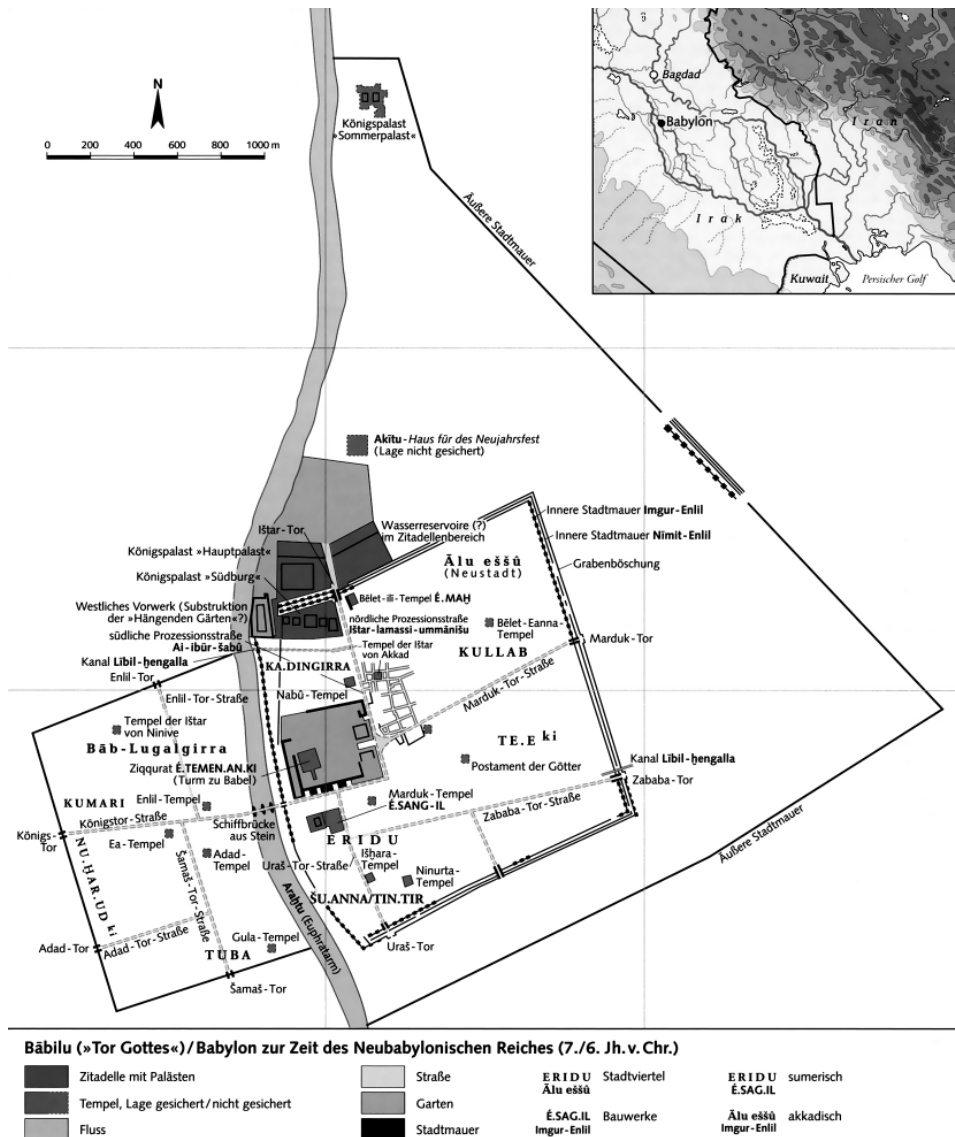 N
0 200 400 600 800 1000 m
Königspalast
»Sommerpalast«
Äußere Stadtmauer
Bagdad
Babylon
Iran
Irak
Kuwait
Persischer Golf
Akītu-Haus für des Neujahrsfest
(Lage nicht gesichert)
Ištar-Tor
Wasserreservoire (?)
im Zitadellenbereich
Innere Stadtmauer Imgur-Enlil
Innere Stadtmauer Nīmit-Enlil
Grabenböschung
Königspalast »Hauptpalast«
Königspalast »Südburg«
Ālu eššû
(Neustadt)
Westliches Vorwerk (Substruktion
der »Hängenden Gärten«?)
Bēlet-ilī-Tempel É.MAḪ
nördliche Prozessionsstraße
Ištar-lamassi-ummānišu
Bēlet-Eanna-
Tempel
südliche Prozessionsstraße
Ai-ibūr-šabû
Tempel der Ištar
von Akkad
KULLAB
Marduk-Tor
Kanal Lībil-ḫengalla
KA.DINGIRRA
Enlil-Tor
Enlil-Tor-Straße
Nabû-Tempel
Marduk-Tor-Straße
Tempel der Ištar
von Ninive
Bāb-Lugalgirra
TE.E ki
Ziqqurat É.TEMEN.AN.KI
(Turm zu Babel)
Postament der Götter
Kanal Lībil-ḫengalla
Zababa-Tor
KUMARI
Enlil-Tempel
Marduk-Tempel
É.SANG-IL
Königs-
Tor
Königstor-Straße
Schiffbrücke
aus Stein
Zababa-Tor-Straße
Ea-Tempel
ERIDU
Adad-
Tempel
Uraš-Tor-Straße
Išḫara-
Tempel
Ninurta-
Tempel
NU.ḪAR.UD ki
Šamaš-Tor-Straße
ŠU.ANNA/TIN.TIR
Äußere Stadtmauer
Araḫtu (Euphratarm)
Adad-Tor
Adad-Tor-Straße
Gula-Tempel
TUBA
Uraš-Tor
Šamaš-Tor
Bābilu (»Tor Gottes«)/Babylon zur Zeit des Neubabylonischen Reiches (7./6. Jh. v. Chr.)
Zitadelle mit Palästen
Tempel, Lage gesichert/nicht gesichert
Fluss
Straße
Garten
Stadtmauer
ERIDU
Ālu eššû
Stadtviertel
É.SAG.IL
Imgur-Enlil
Bauwerke
ERIDU
É.SAG.IL
sumerisch
Ālu eššû
Imgur-Enlil
akkadisch